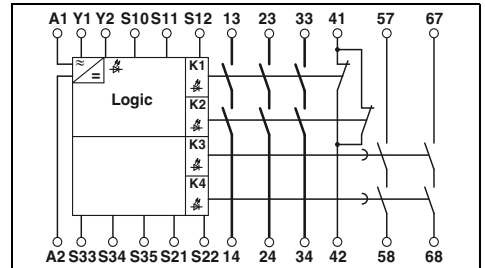 A1 Y1 Y2 S10 S11 S12 13 23 33 41 57 67
≈
=
K1
Logic
K2
K3
K4
A2 S33 S34 S35 S21 S22 14 24 34 42 58 68